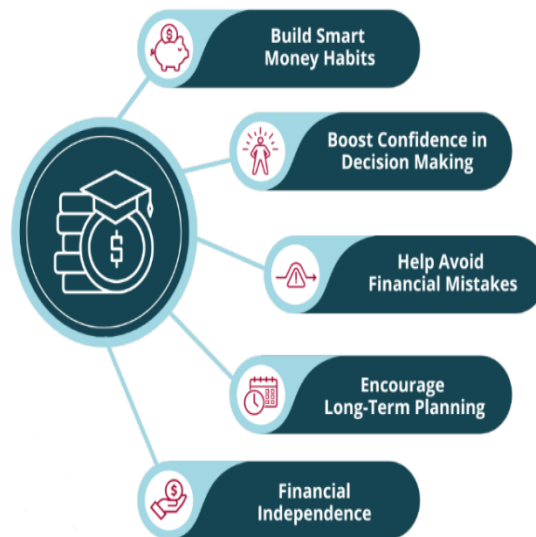 Build Smart
Money Habits
Boost Confidence in
Decision Making
Help Avoid
Financial Mistakes
Encourage
Long-Term Planning
Financial
Independence